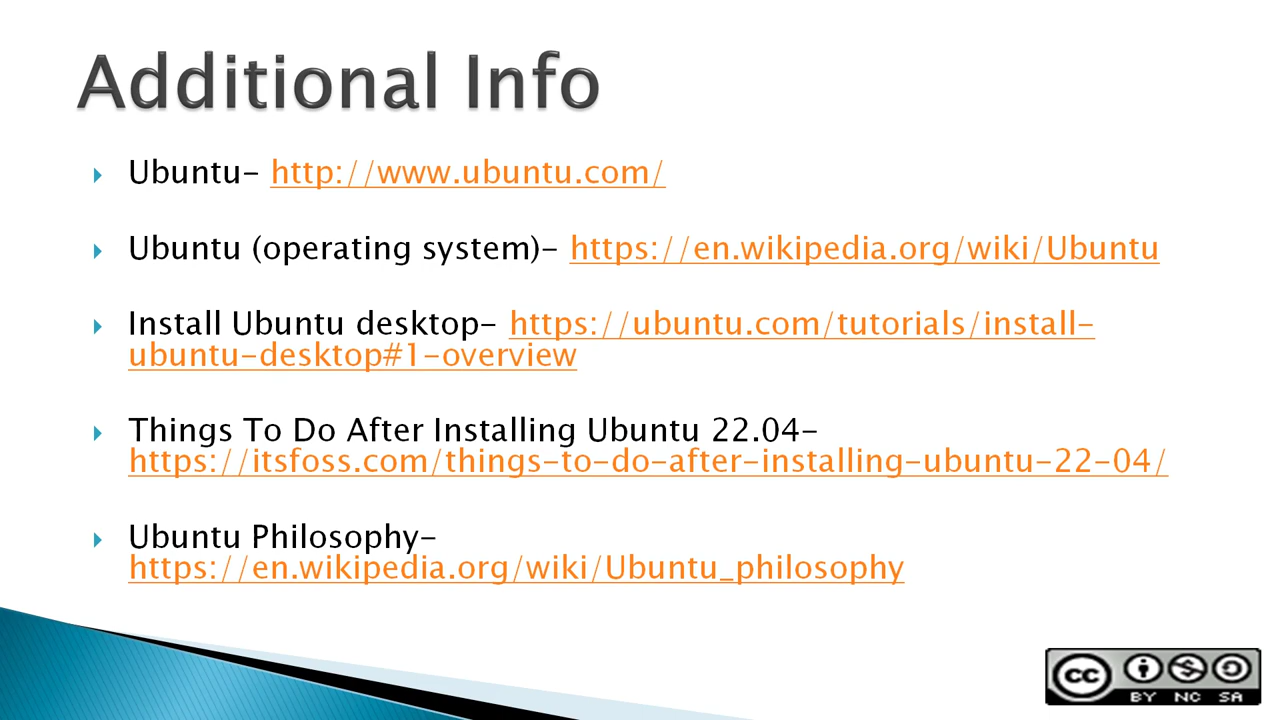 Additional Info
Ubuntu- http://www.ubuntu.com/
Ubuntu (operating system)- https://en.wikipedia.org/wiki/Ubuntu
Install Ubuntu desktop- https://ubuntu.com/tutorials/install-
ubuntu-desktop#1-overview
Things To Do After Installing Ubuntu 22.04-
https://itsfoss.com/things-to-do-after-installing-ubuntu-22-04/
Ubuntu Philosophy-
https://en.wikipedia.org/wiki/Ubuntu_philosophy
cc
BY NC SA